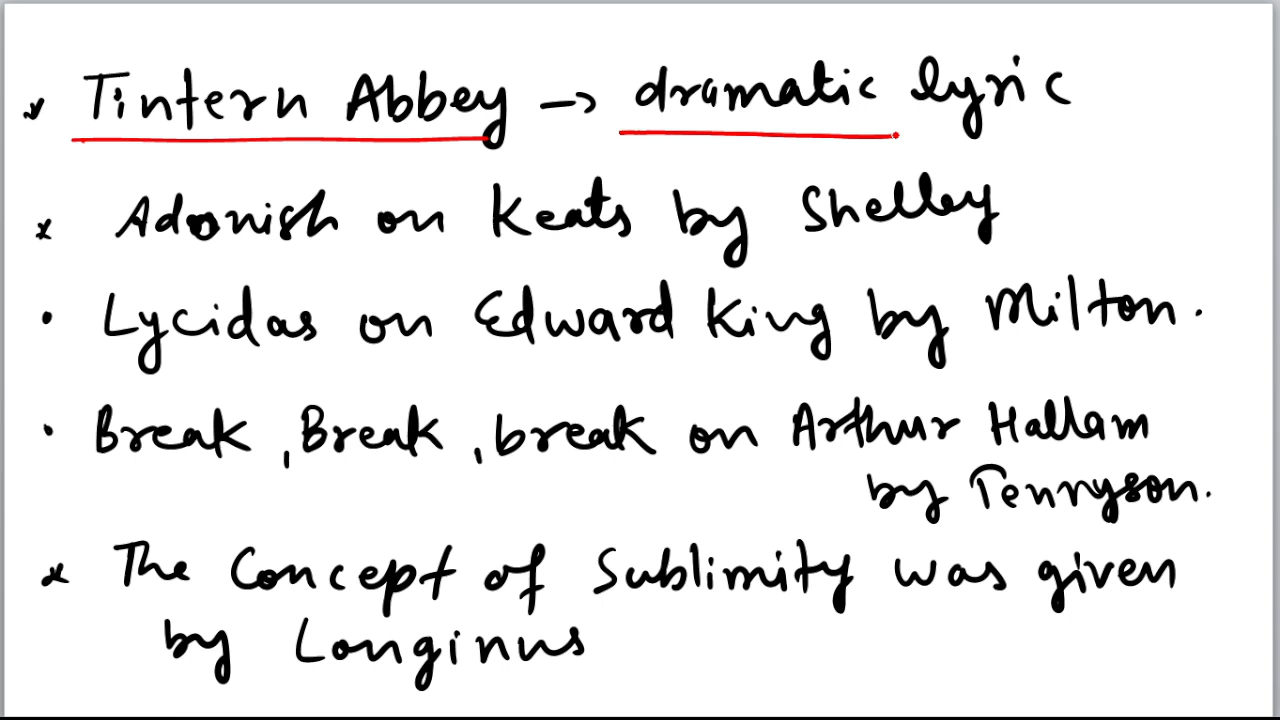 Tintern Abbey → dramatic lyric
Adonish on Keats by Shelley
Lycidas on Edward King by Milton.
Break, Break, break on Arthur Hallam
by Tennyson.
The Concept of Sublimity was given
by Longinus